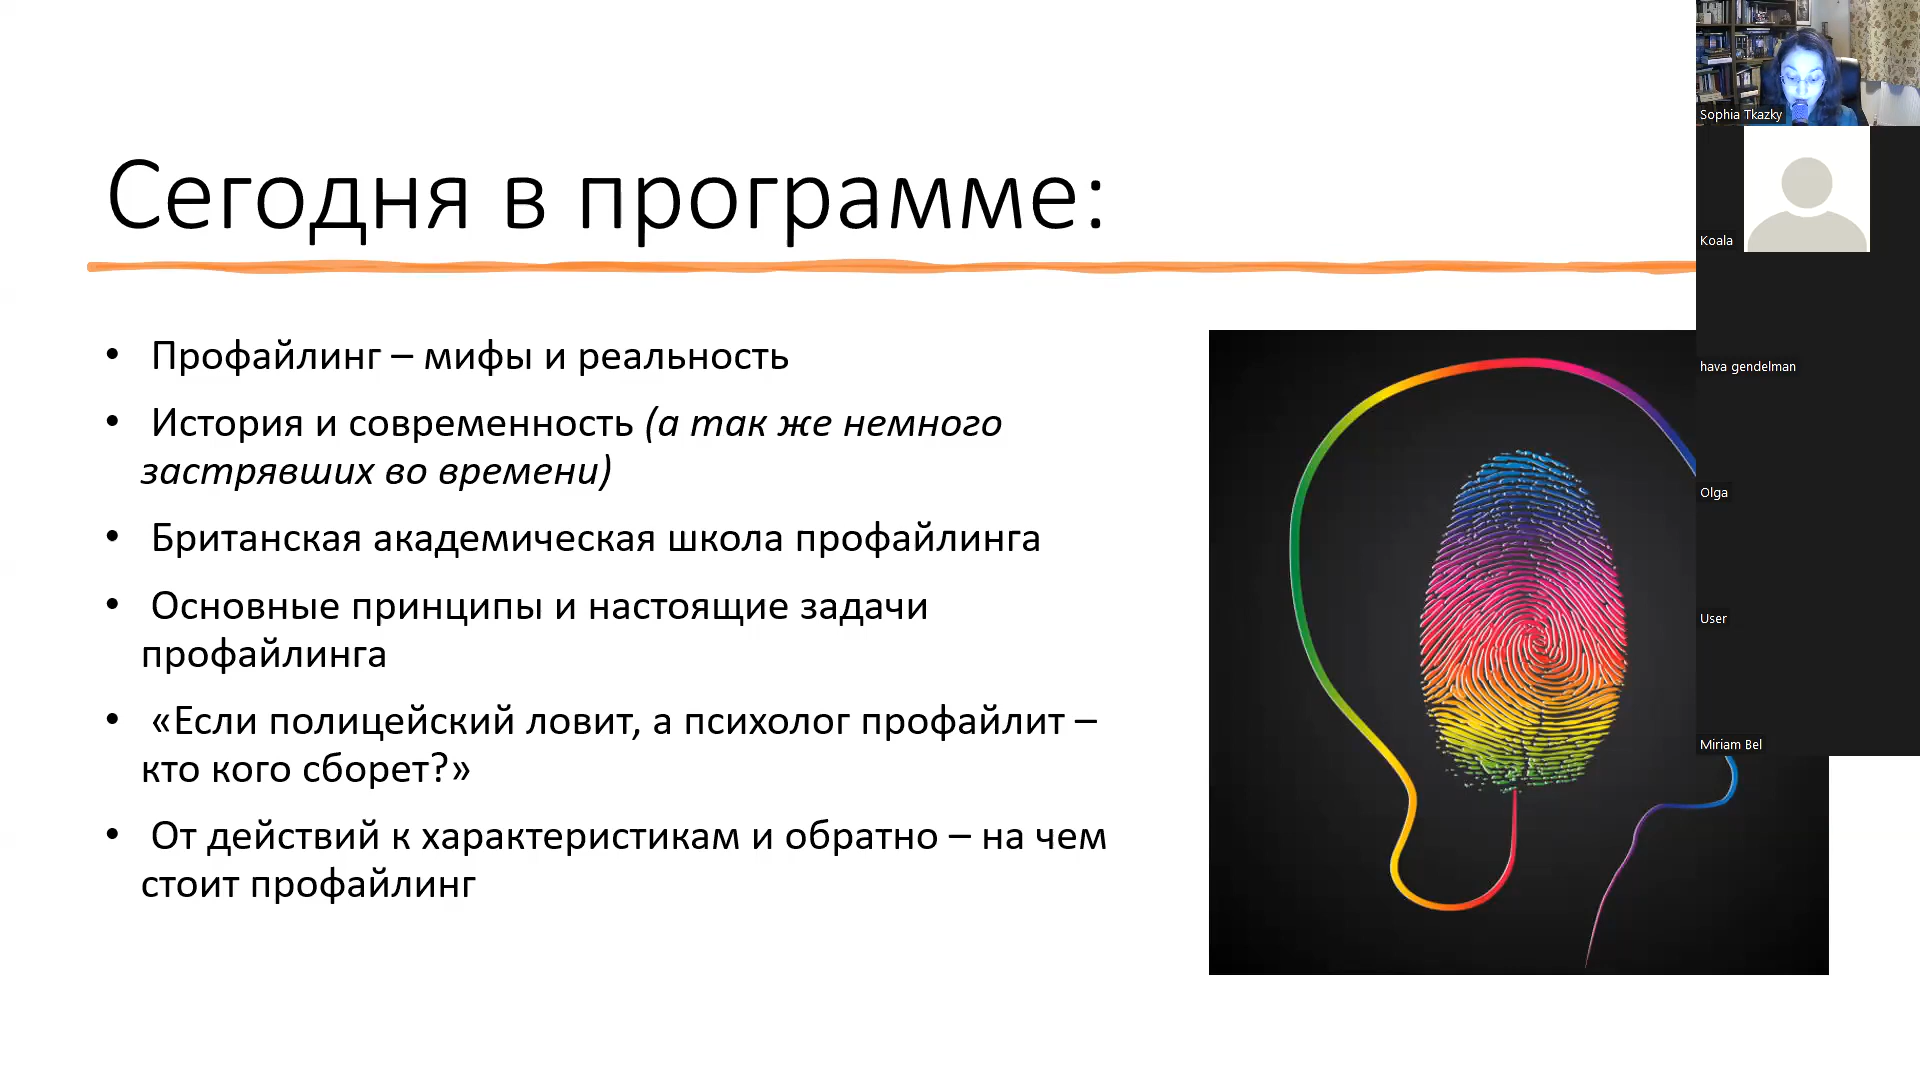 Сегодня в программе:
• Профайлинг – мифы и реальность
• История и современность (а так же немного
застрявших во времени)
• Британская академическая школа профайлинга
• Основные принципы и настоящие задачи
профайлинга
• «Если полицейский ловит, а психолог профайлит –
кто кого сборет?»
• От действий к характеристикам и обратно – на чем
стоит профайлинг
Sophia Tkazky
Koala
hava gendelman
Olga
User
Miriam Bel